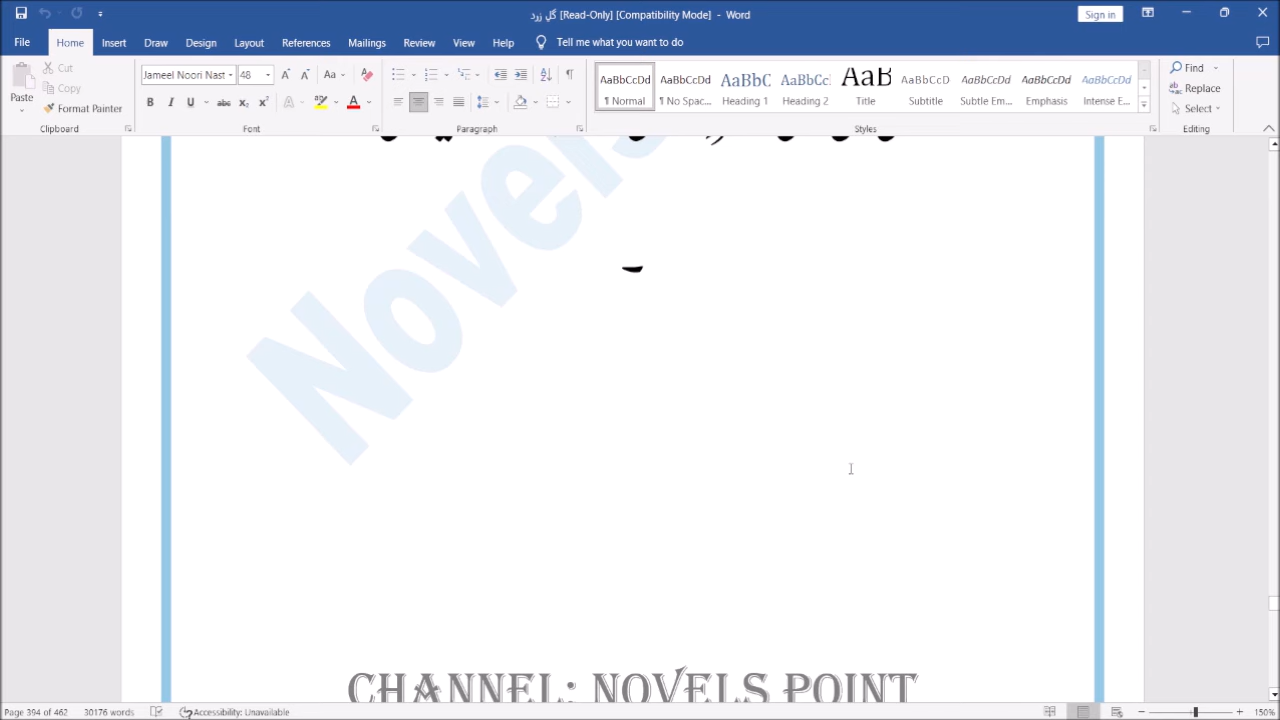 گلِ زرد [Read-Only] [Compatibility Mode] - Word
Sign in
File Home Insert Draw Design Layout References Mailings Review View Help Tell me what you want to do
Paste
Cut
Copy
Format Painter
Clipboard
Jameel Noori Nast 48
Aa
B I U abc x₂ x²
Font
Paragraph
AaBbCcDd AaBbCcDd AaBbC AaBbCc AaB AaBbCcD AaBbCcDd AaBbCcDd AaBbCcDd
¶ Normal ¶ No Spac... Heading 1 Heading 2 Title Subtitle Subtle Em... Emphasis Intense E...
Styles
Find
Replace
Select
Editing
Novels
۔
CHANNEL: NOVELS POINT
Page 394 of 462 30176 words Accessibility: Unavailable 150%